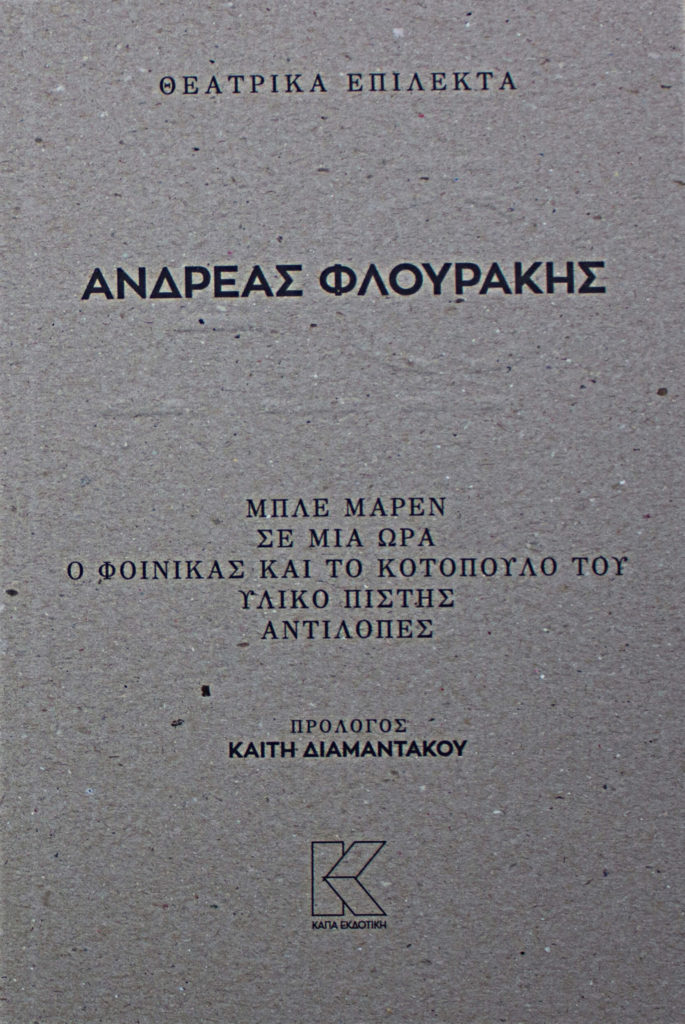 ΘΕΑΤΡΙΚΑ ΕΠΙΛΕΚΤΑ
ΑΝΔΡΕΑΣ ΦΛΟΥΡΑΚΗΣ
ΜΠΛΕ ΜΑΡΕΝ
ΣΕ ΜΙΑ ΩΡΑ
Ο ΦΟΙΝΙΚΑΣ ΚΑΙ ΤΟ ΚΟΤΟΠΟΥΛΟ ΤΟΥ
ΥΛΙΚΟ ΠΙΣΤΗΣ
ΑΝΤΙΛΟΠΕΣ
ΠΡΟΛΟΓΟΣ
ΚΑΙΤΗ ΔΙΑΜΑΝΤΑΚΟΥ
ΚΑΠΑ ΕΚΔΟΤΙΚΗ